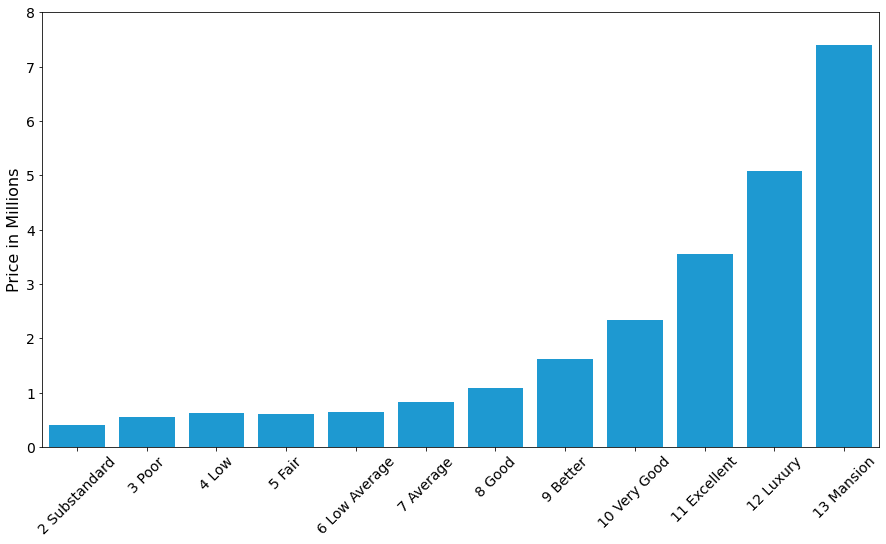 Price in Millions
8
7
6
5
4
3
2
1
0
2 Substandard
3 Poor
4 Low
5 Fair
6 Low Average
7 Average
8 Good
9 Better
10 Very Good
11 Excellent
12 Luxury
13 Mansion